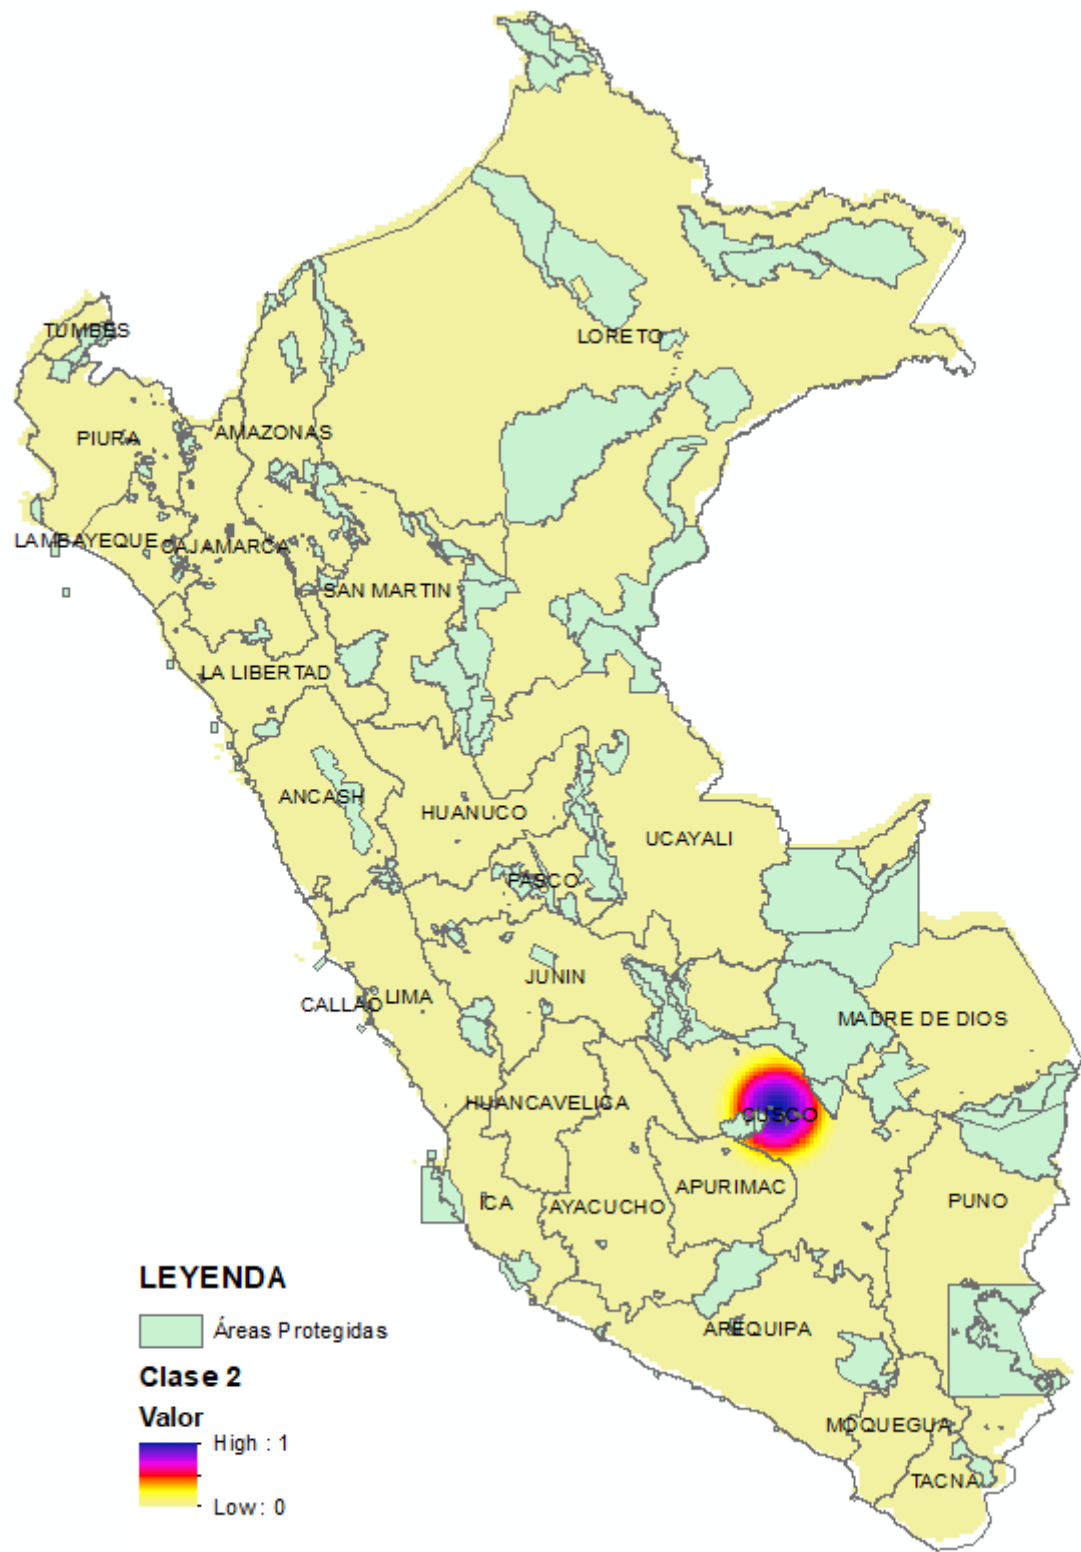 TUMBES
LORETO
PIURA
AMAZONAS
LAMBAYEQUE
CAJAMARCA
SAN MARTIN
LA LIBERTAD
ANCASH
HUANUCO
UCAYALI
PASCO
JUNIN
CALLAO
LIMA
MADRE DE DIOS
HUANCAVELICA
CUSCO
APURIMAC
ICA
AYACUCHO
PUNO
AREQUIPA
MOQUEGUA
TACNA
LEYENDA
Áreas Protegidas
Clase 2
Valor
High : 1
Low : 0